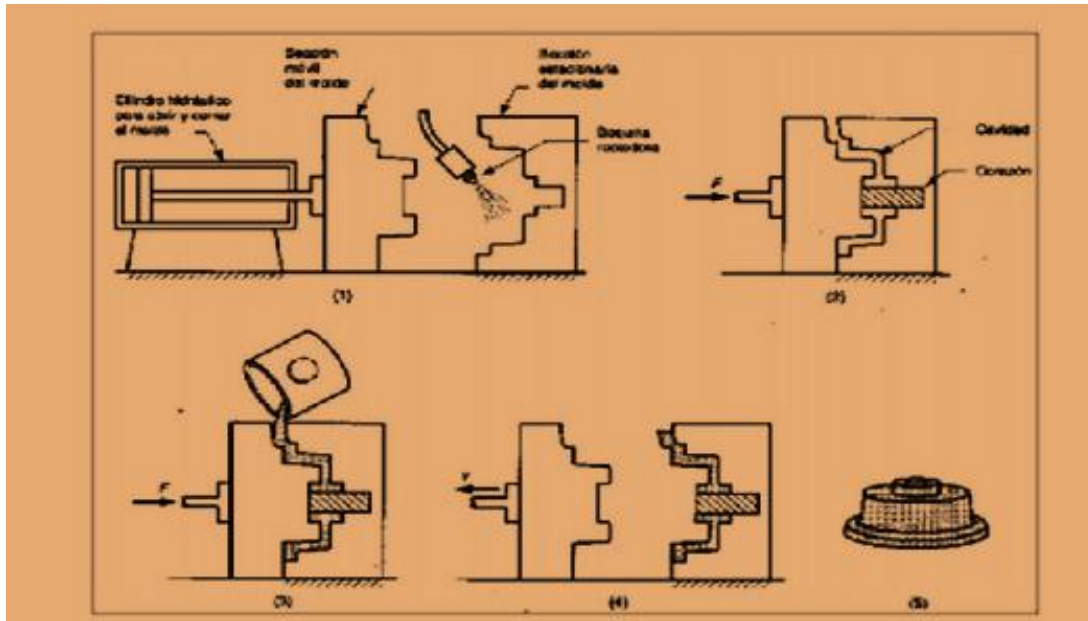 Sección
móvil
del molde
Sección
estacionaria
del molde
Cilindro hidráulico
para abrir y cerrar
el molde
Boquilla
rociadora
Cavidad
Corazón
F
(1)
(2)
F
v
(3)
(4)
(5)